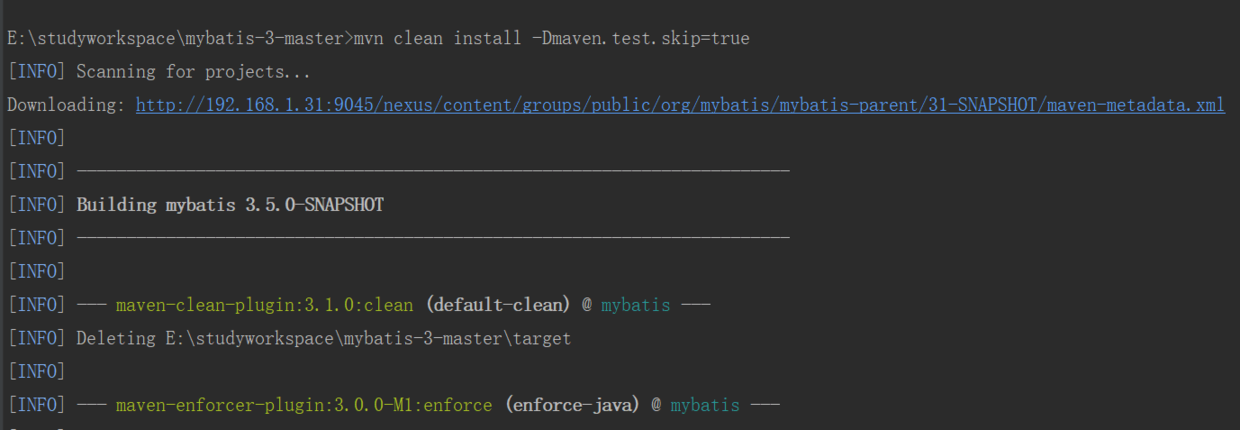 E:\studyworkspace\mybatis-3-master>mvn clean install -Dmaven.test.skip=true
[INFO] Scanning for projects...
Downloading: http://192.168.1.31:9045/nexus/content/groups/public/org/mybatis/mybatis-parent/31-SNAPSHOT/maven-metadata.xml
[INFO]
[INFO] ------------------------------------------------------------------------
[INFO] Building mybatis 3.5.0-SNAPSHOT
[INFO] ------------------------------------------------------------------------
[INFO]
[INFO] --- maven-clean-plugin:3.1.0:clean (default-clean) @ mybatis ---
[INFO] Deleting E:\studyworkspace\mybatis-3-master\target
[INFO]
[INFO] --- maven-enforcer-plugin:3.0.0-M1:enforce (enforce-java) @ mybatis ---